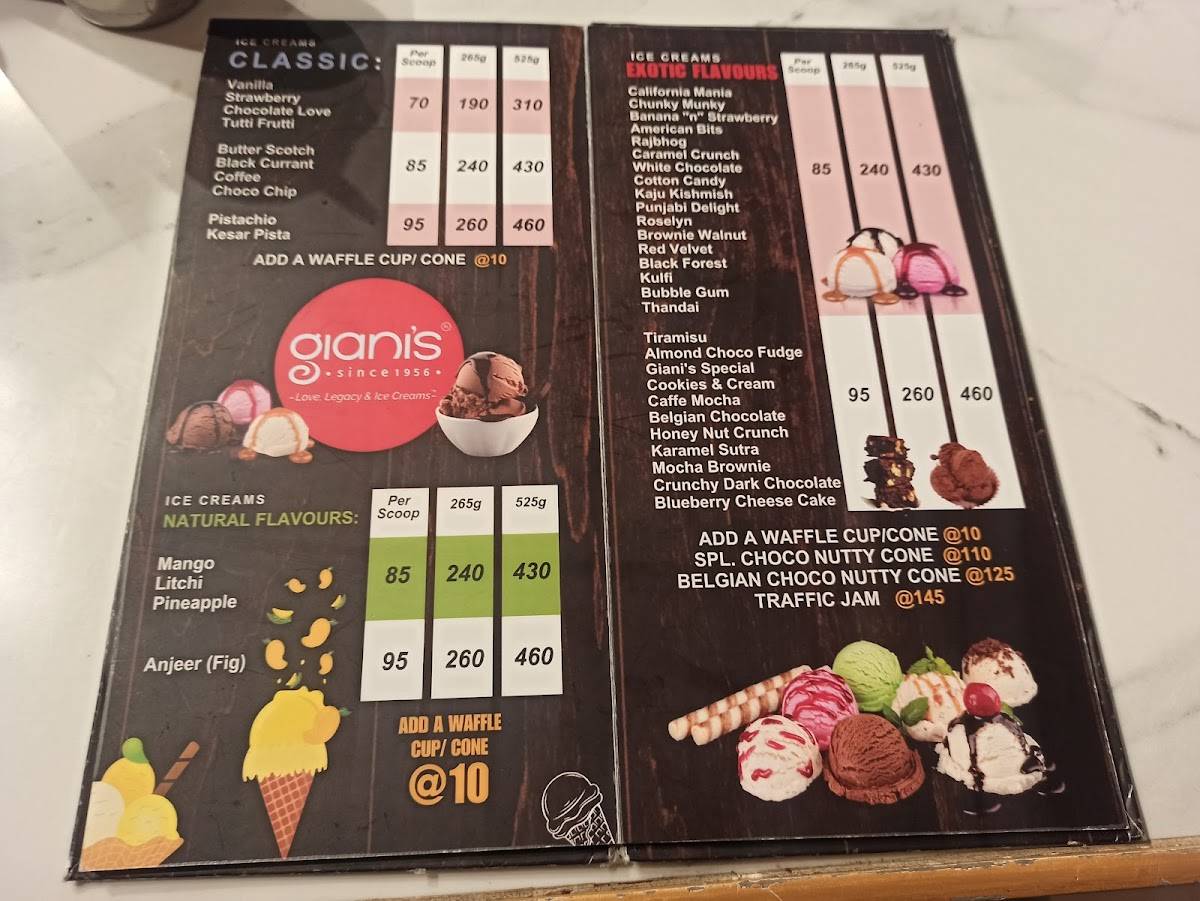 ICE CREAMS
CLASSIC:
Per Scoop 265g 525g
Vanilla
Strawberry
Chocolate Love
Tutti Frutti
70 190 310
Butter Scotch
Black Currant
Coffee
Choco Chip
85 240 430
Pistachio
Kesar Pista
95 260 460
ADD A WAFFLE CUP/ CONE @10
giani's
• since 1956 •
~Love, Legacy & Ice Creams~
ICE CREAMS
NATURAL FLAVOURS:
Per Scoop 265g 525g
Mango
Litchi
Pineapple
85 240 430
Anjeer (Fig)
95 260 460
ADD A WAFFLE
CUP/ CONE
@10
ICE CREAMS
EXOTIC FLAVOURS
Per Scoop 265g 525g
California Mania
Chunky Munky
Banana "n" Strawberry
American Bits
Rajbhog
Caramel Crunch
White Chocolate
Cotton Candy
Kaju Kishmish
Punjabi Delight
Roselyn
Brownie Walnut
Red Velvet
Black Forest
Kulfi
Bubble Gum
Thandai
85 240 430
Tiramisu
Almond Choco Fudge
Giani's Special
Cookies & Cream
Caffe Mocha
Belgian Chocolate
Honey Nut Crunch
Karamel Sutra
Mocha Brownie
Crunchy Dark Chocolate
Blueberry Cheese Cake
95 260 460
ADD A WAFFLE CUP/CONE @10
SPL. CHOCO NUTTY CONE @110
BELGIAN CHOCO NUTTY CONE @125
TRAFFIC JAM @145